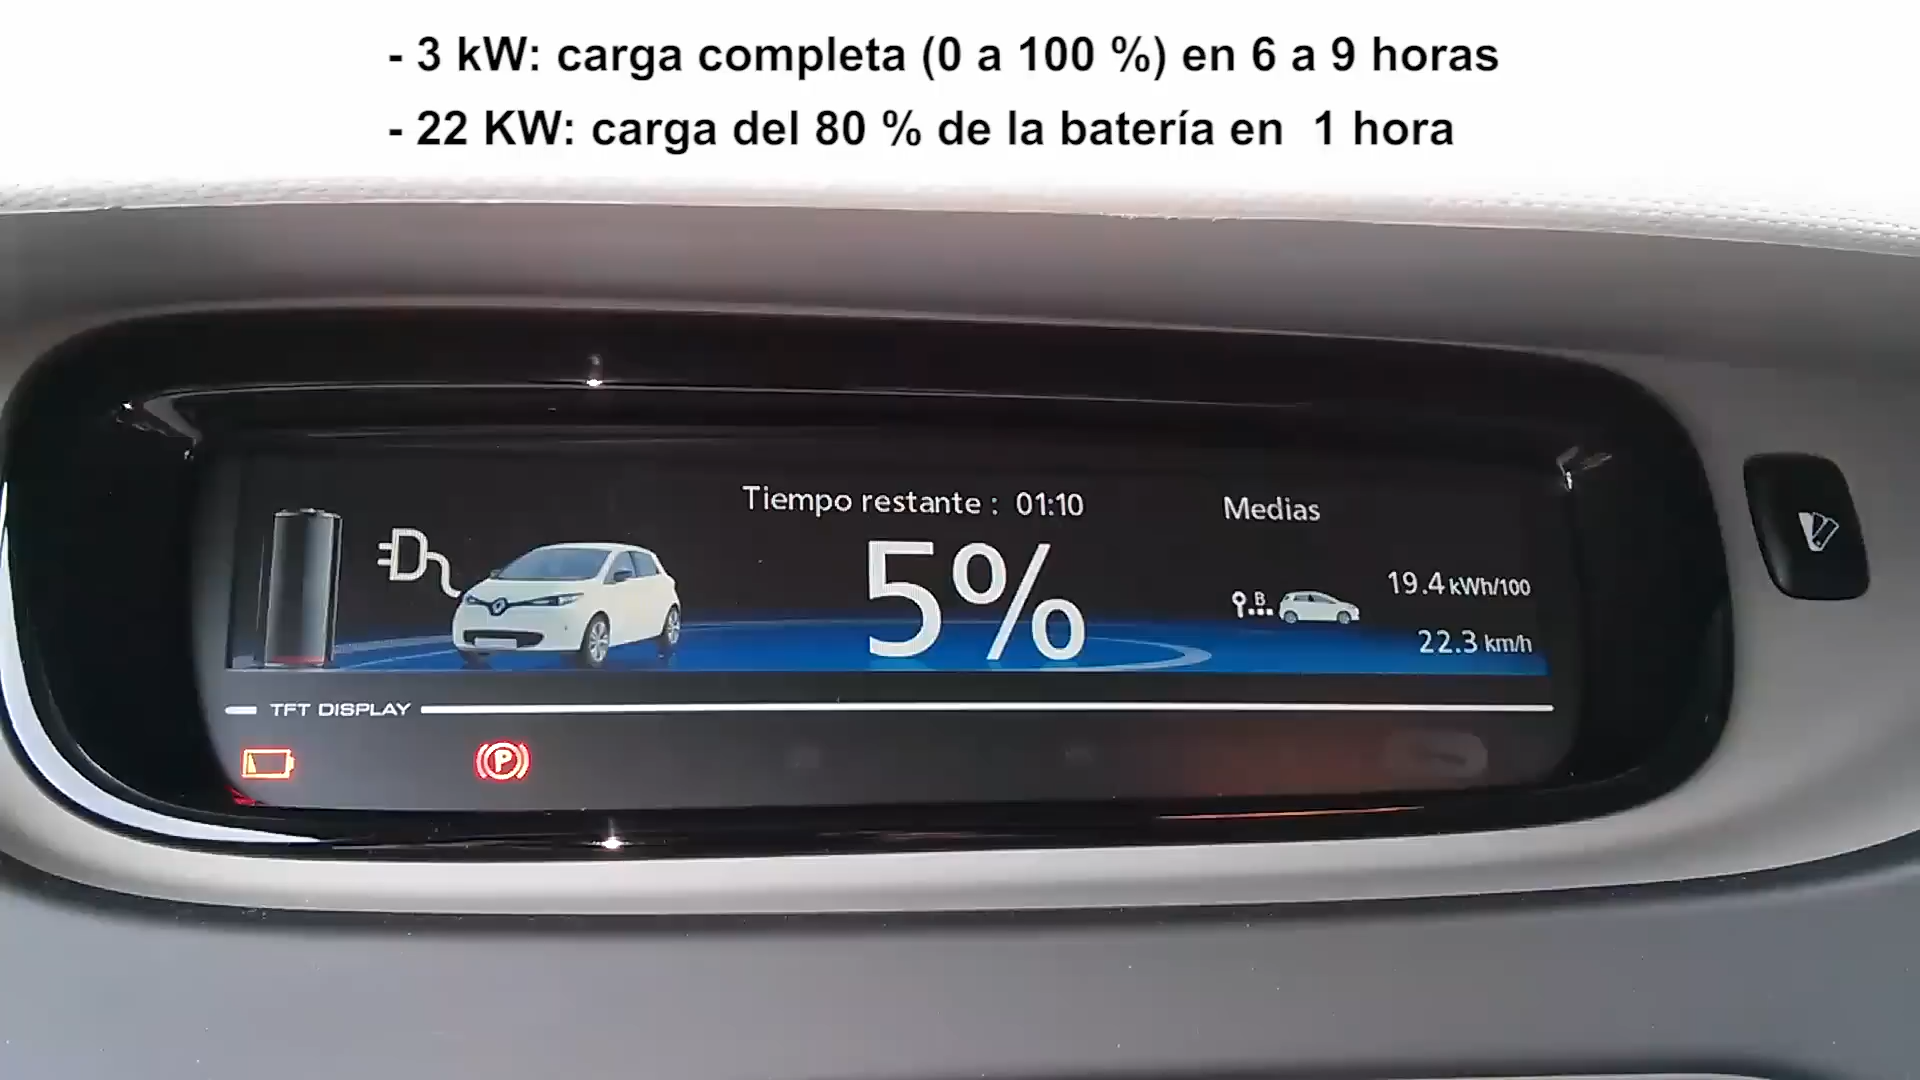 - 3 kW: carga completa (0 a 100 %) en 6 a 9 horas
- 22 KW: carga del 80 % de la batería en  1 hora
Tiempo restante : 01:10
5%
Medias
B
19.4 kWh/100
22.3 km/h
TFT DISPLAY
P